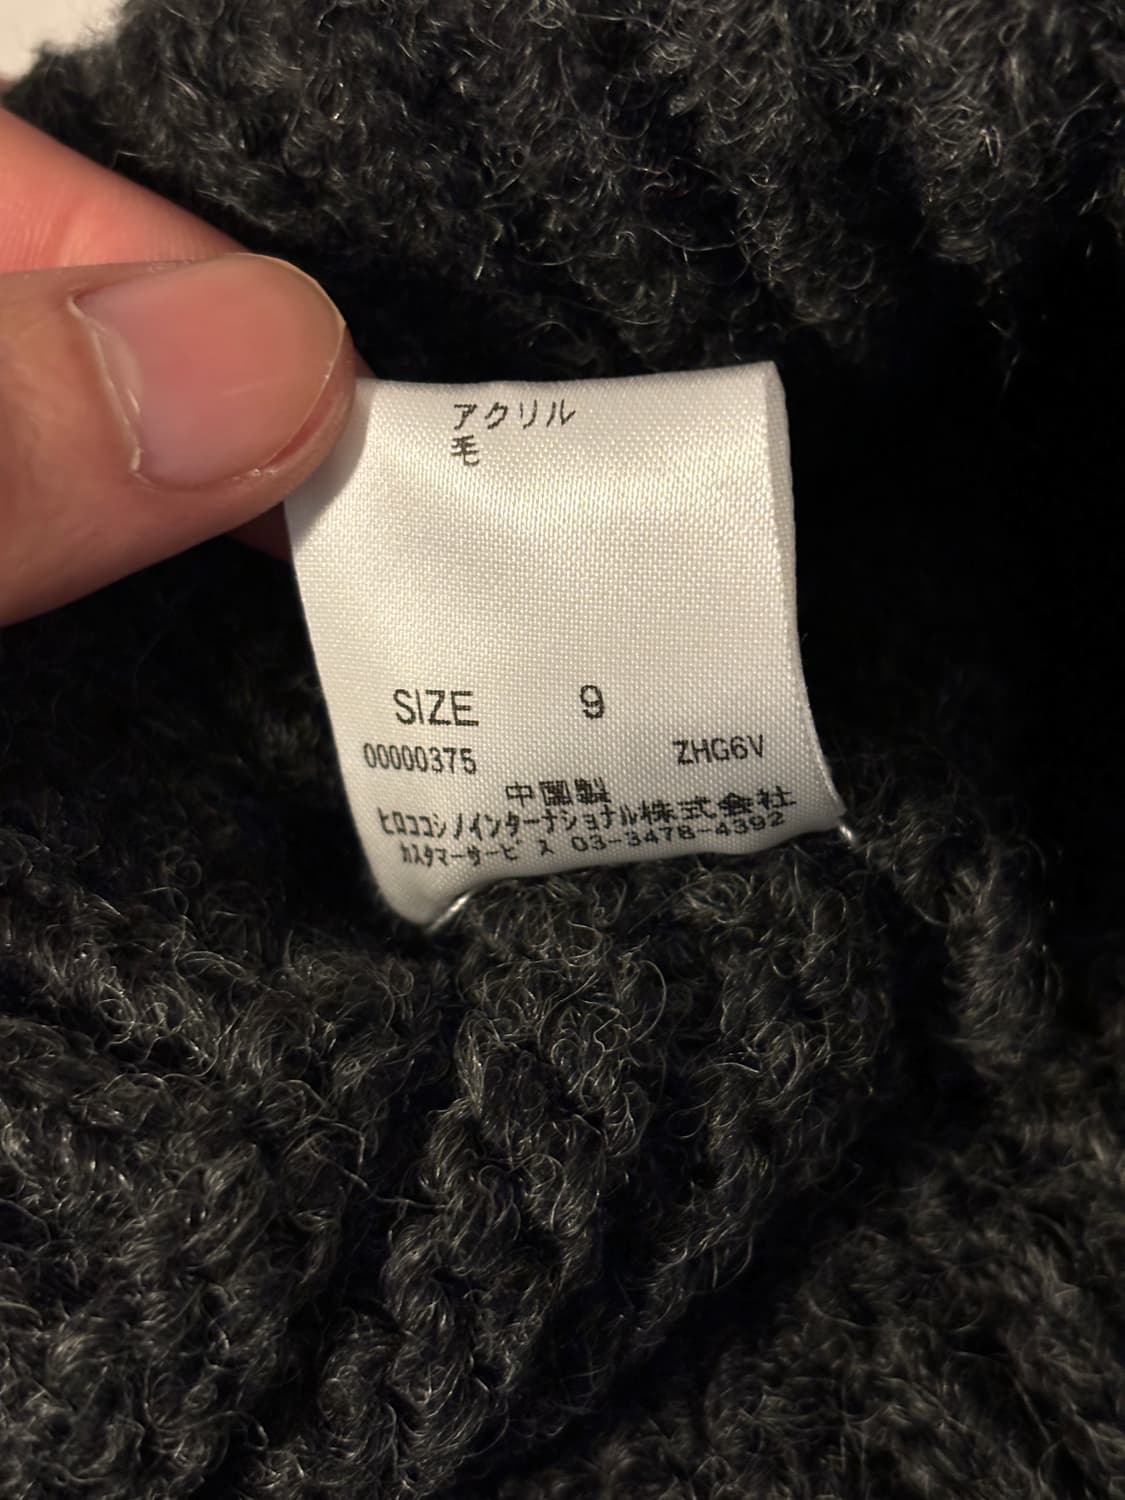 アクリル
毛
SIZE 9
00000375 ZHG6V
中国製
ヒロココシノインターナショナル株式会社
カスタマーサービス 03-3478-4392